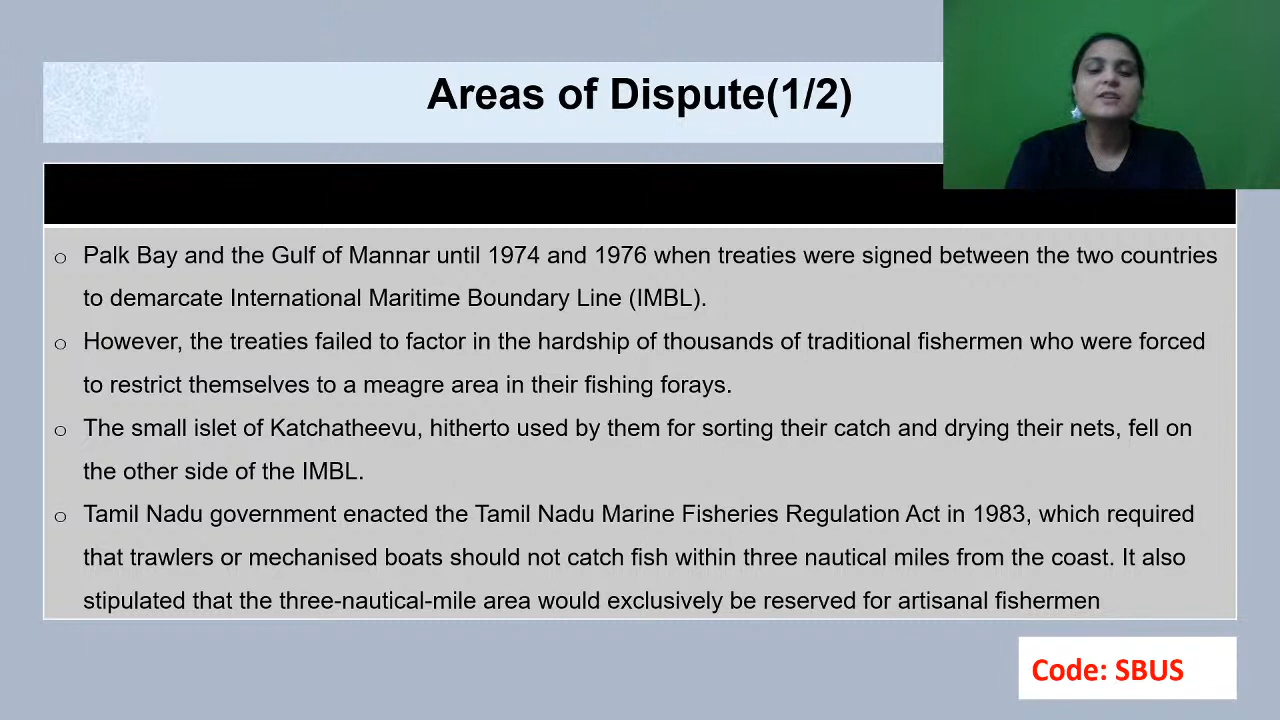 Areas of Dispute(1/2)
o Palk Bay and the Gulf of Mannar until 1974 and 1976 when treaties were signed between the two countries
to demarcate International Maritime Boundary Line (IMBL).
o However, the treaties failed to factor in the hardship of thousands of traditional fishermen who were forced
to restrict themselves to a meagre area in their fishing forays.
o The small islet of Katchatheevu, hitherto used by them for sorting their catch and drying their nets, fell on
the other side of the IMBL.
o Tamil Nadu government enacted the Tamil Nadu Marine Fisheries Regulation Act in 1983, which required
that trawlers or mechanised boats should not catch fish within three nautical miles from the coast. It also
stipulated that the three-nautical-mile area would exclusively be reserved for artisanal fishermen
Code: SBUS